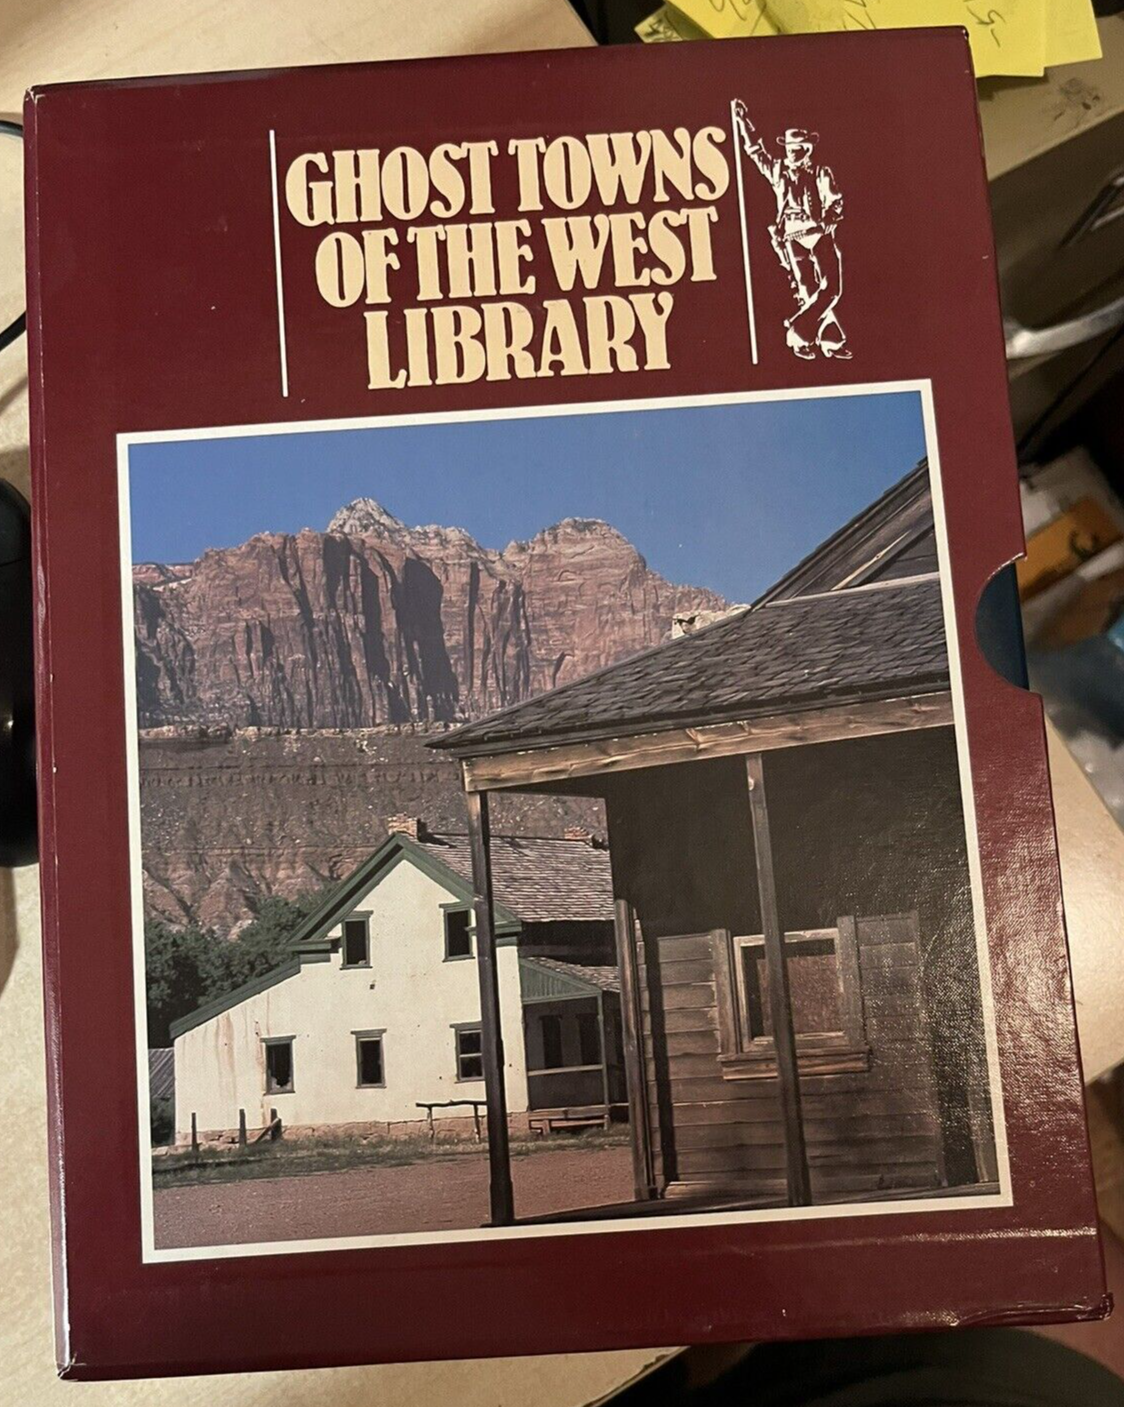 GHOST TOWNS
OF THE WEST
LIBRARY